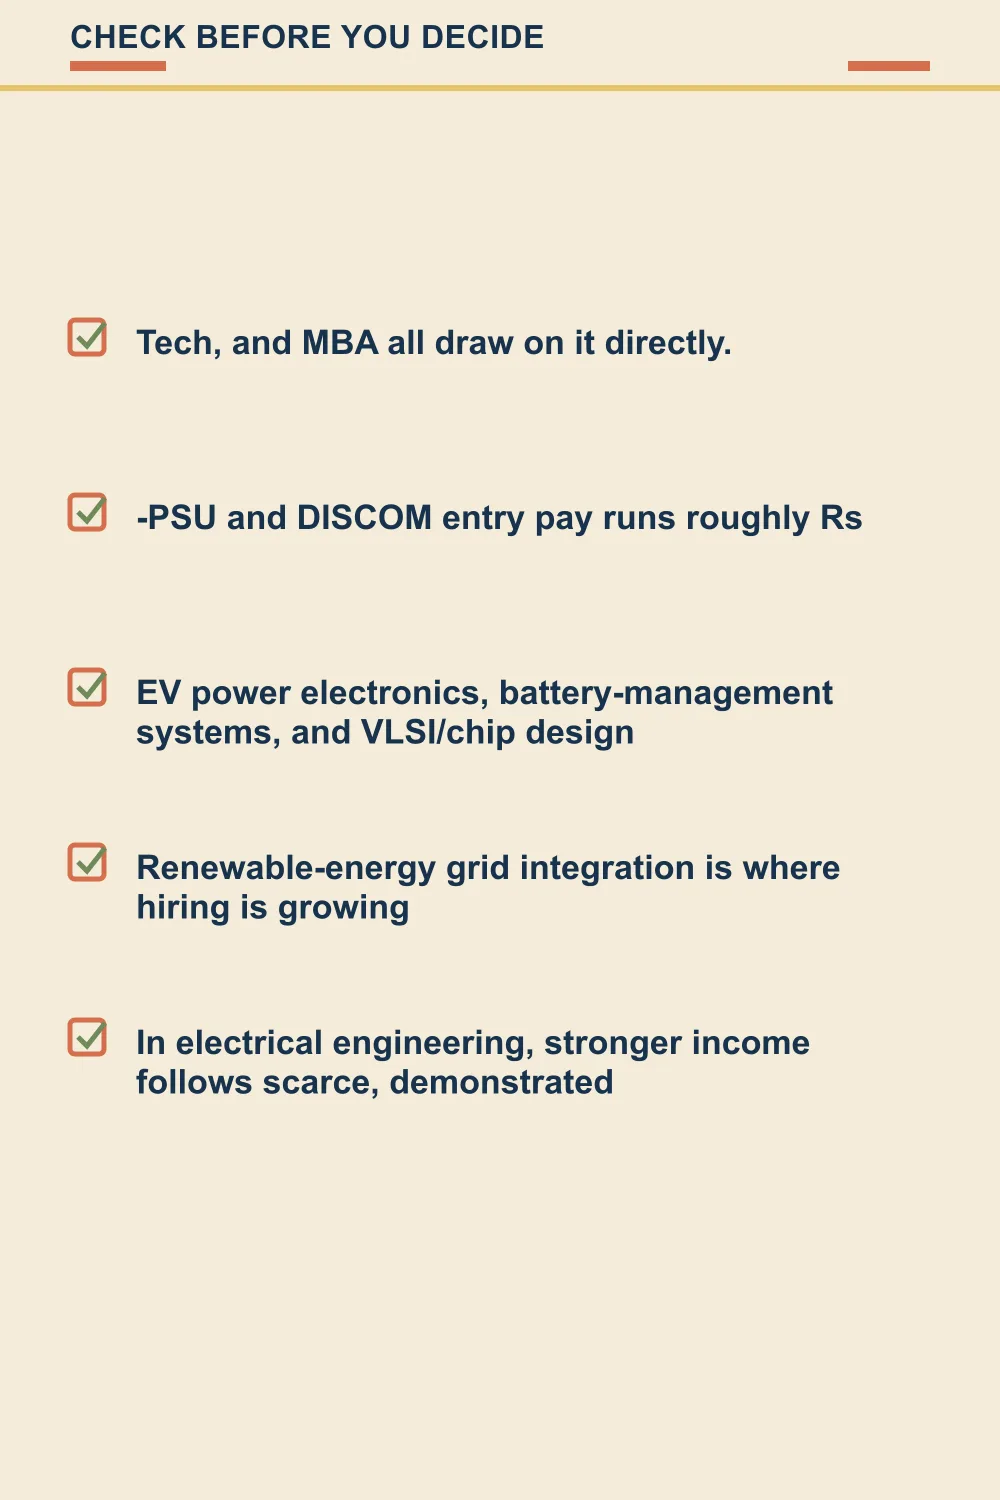 CHECK BEFORE YOU DECIDE
Tech, and MBA all draw on it directly.
-PSU and DISCOM entry pay runs roughly Rs
EV power electronics, battery-management
systems, and VLSI/chip design
Renewable-energy grid integration is where
hiring is growing
In electrical engineering, stronger income
follows scarce, demonstrated